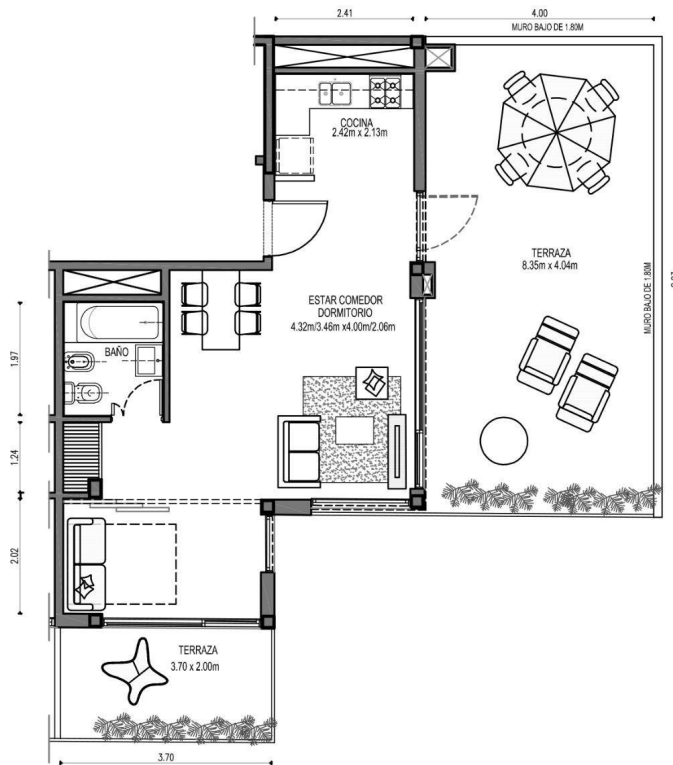 2.41
4.00
MURO BAJO DE 1.80M
COCINA
2.42m x 2.13m
TERRAZA
8.35m x 4.04m
MURO BAJO DE 1.80M
ESTAR COMEDOR
DORMITORIO
4.32m/3.46m x4.00m/2.06m
BAÑO
1.97
1.24
2.02
TERRAZA
3.70 x 2.00m
3.70